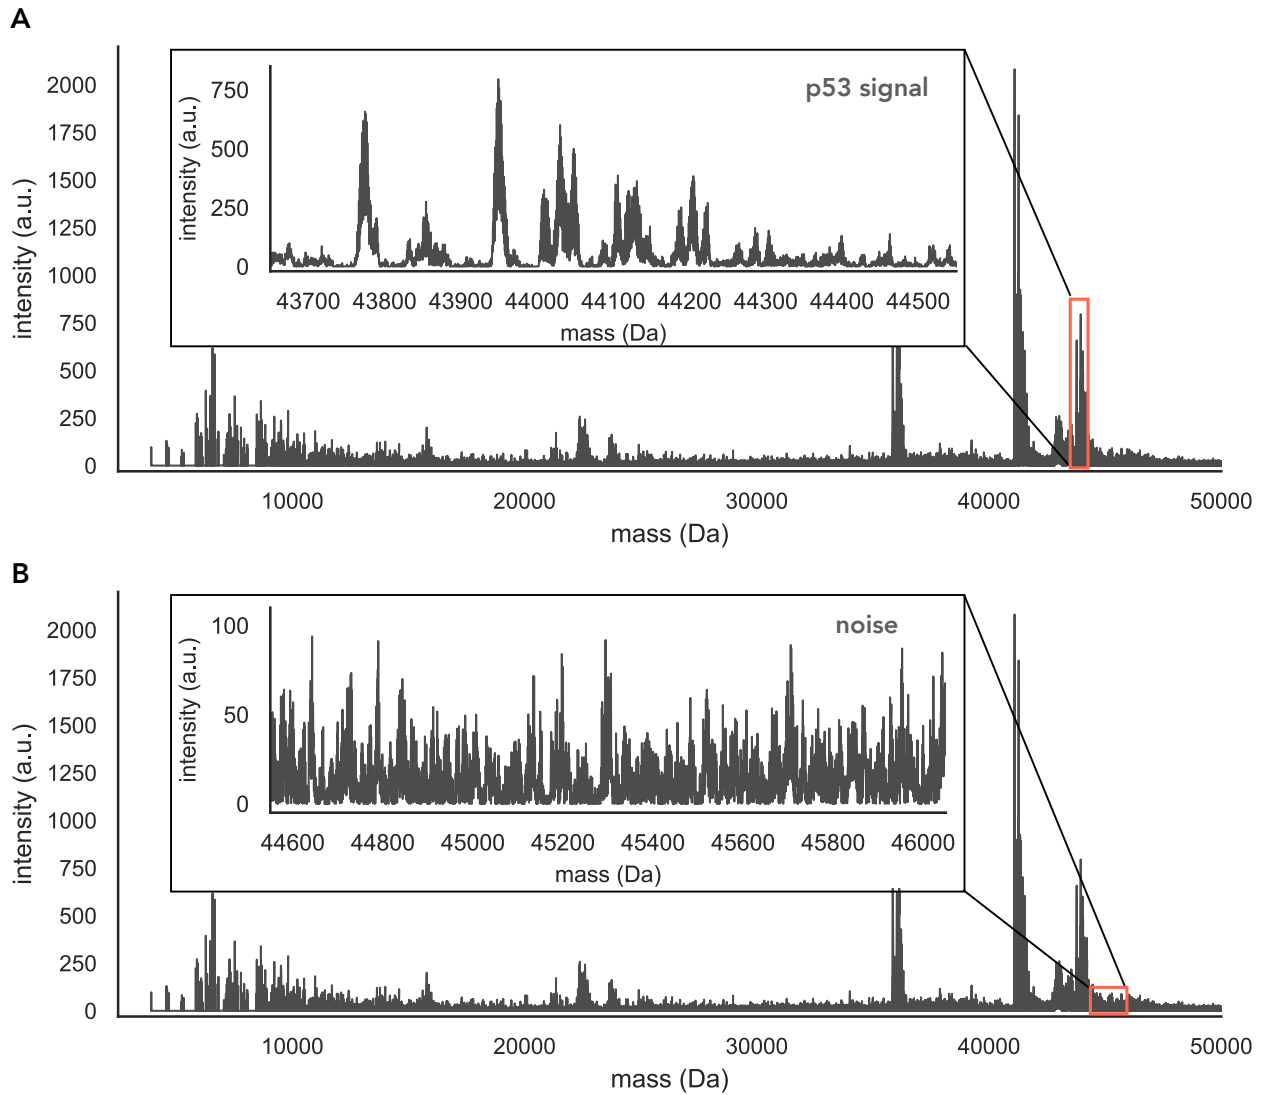 A
2000
1750
1500
1250
1000
750
500
250
0
intensity (a.u.)
10000 20000 30000 40000 50000
mass (Da)
p53 signal
750
500
250
0
intensity (a.u.)
43700 43800 43900 44000 44100 44200 44300 44400 44500
mass (Da)
B
2000
1750
1500
1250
1000
750
500
250
0
intensity (a.u.)
10000 20000 30000 40000 50000
mass (Da)
noise
100
50
0
intensity (a.u.)
44600 44800 45000 45200 45400 45600 45800 46000
mass (Da)